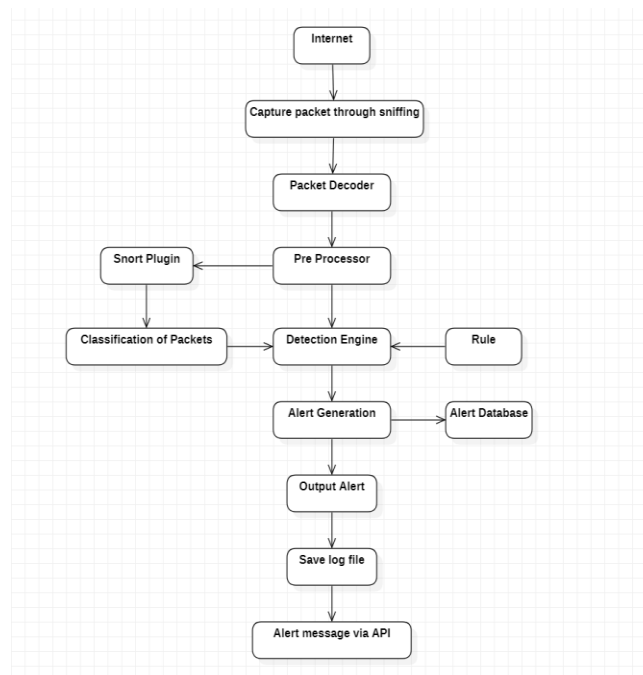 Internet
Capture packet through sniffing
Packet Decoder
Snort Plugin
Pre Processor
Classification of Packets
Detection Engine
Rule
Alert Generation
Alert Database
Output Alert
Save log file
Alert message via API